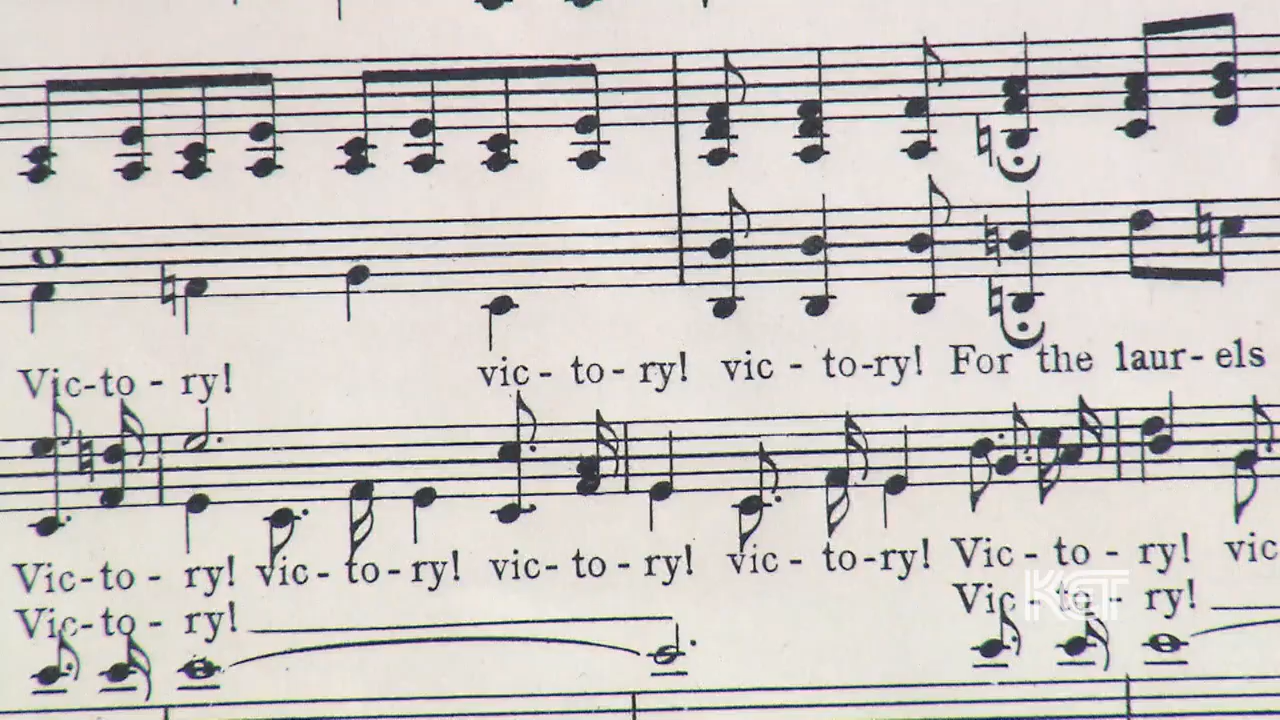 Vic-to - ry! vic - to - ry! vic - to-ry! For the laur- els
Vic-to - ry! vic - to - ry! vic - to - ry! vic - to-ry! Vic - to - ry! vic
Vic-to - ry! Vic - to - ry!
KET